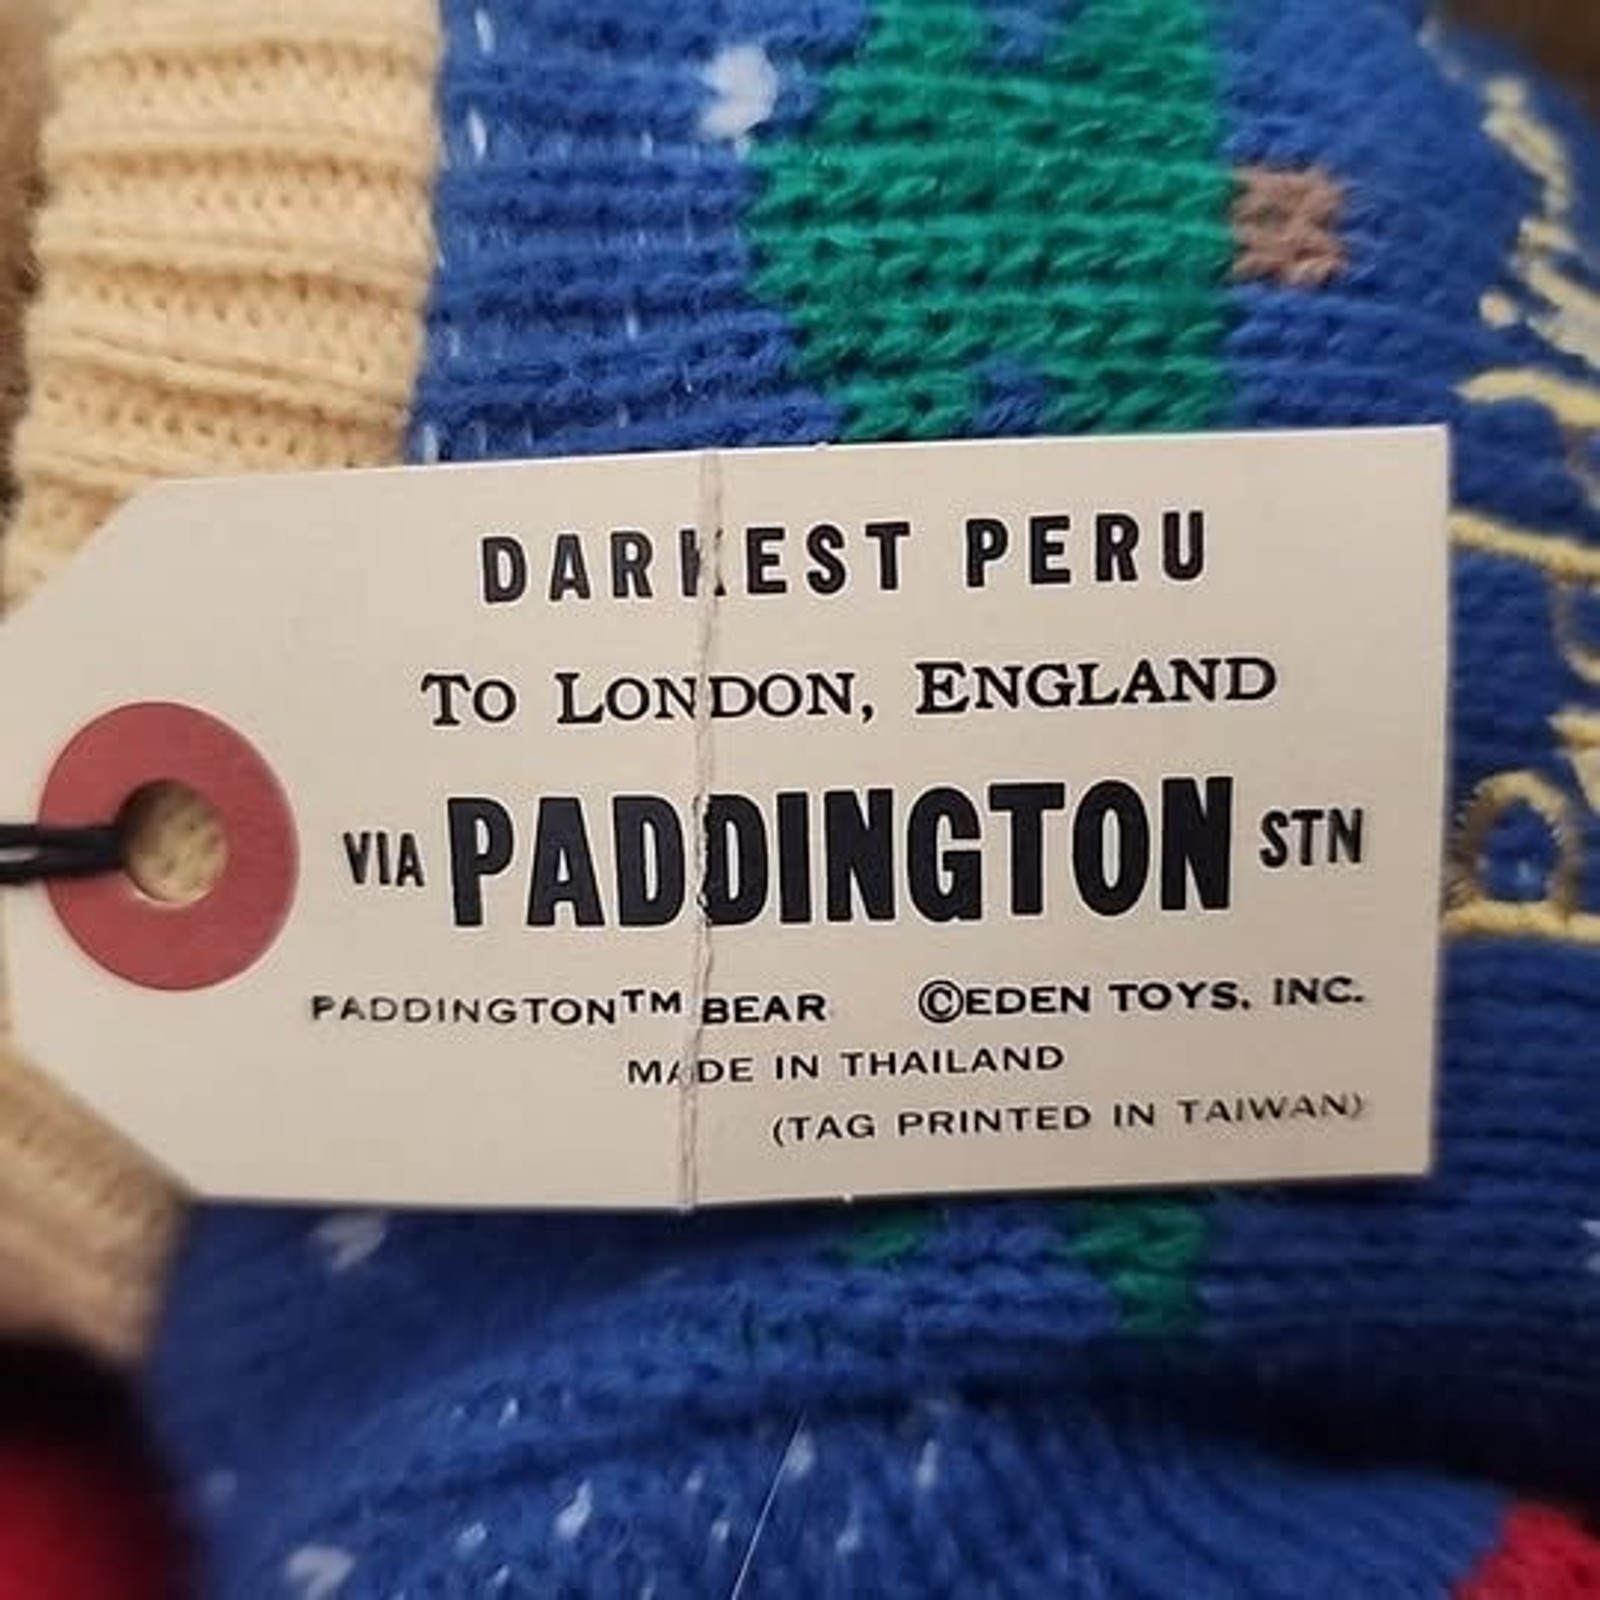 DARKEST PERU
TO LONDON, ENGLAND
VIA PADDINGTON STN
PADDINGTON™ BEAR ©EDEN TOYS, INC.
MADE IN THAILAND
(TAG PRINTED IN TAIWAN)